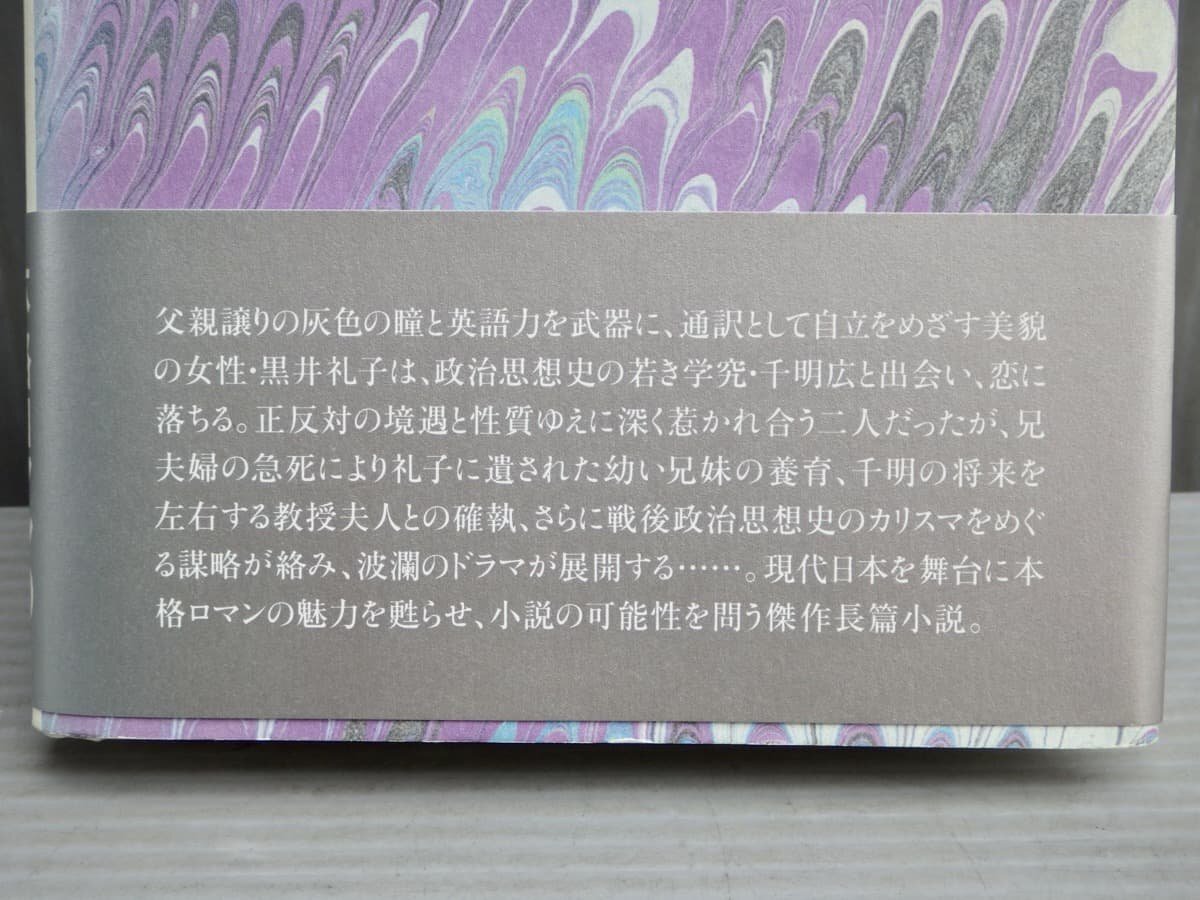 父親譲りの灰色の瞳と英語力を武器に、通訳として自立をめざす美貌
の女性・黒井礼子は、政治思想史の若き学究・千明広と出会い、恋に
落ちる。正反対の境遇と性質ゆえに深く惹かれ合う二人だったが、兄
夫婦の急死により礼子に遺された幼い兄妹の養育、千明の将来を
左右する教授夫人との確執、さらに戦後政治思想史のカリスマをめぐ
る謀略が絡み、波瀾のドラマが展開する……。現代日本を舞台に本
格ロマンの魅力を甦らせ、小説の可能性を問う傑作長篇小説。